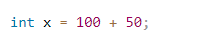 int x = 100 + 50;